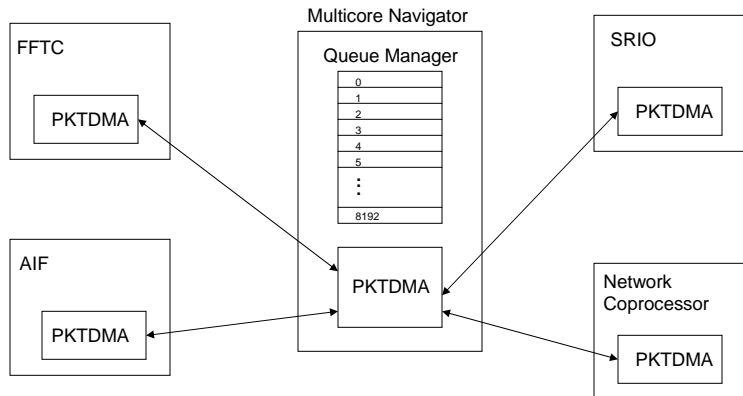 Multicore Navigator
FFTC
PKTDMA
Queue Manager
0
1
2
3
4
5
⋮
8192
PKTDMA
SRIO
PKTDMA
AIF
PKTDMA
Network
Coprocessor
PKTDMA